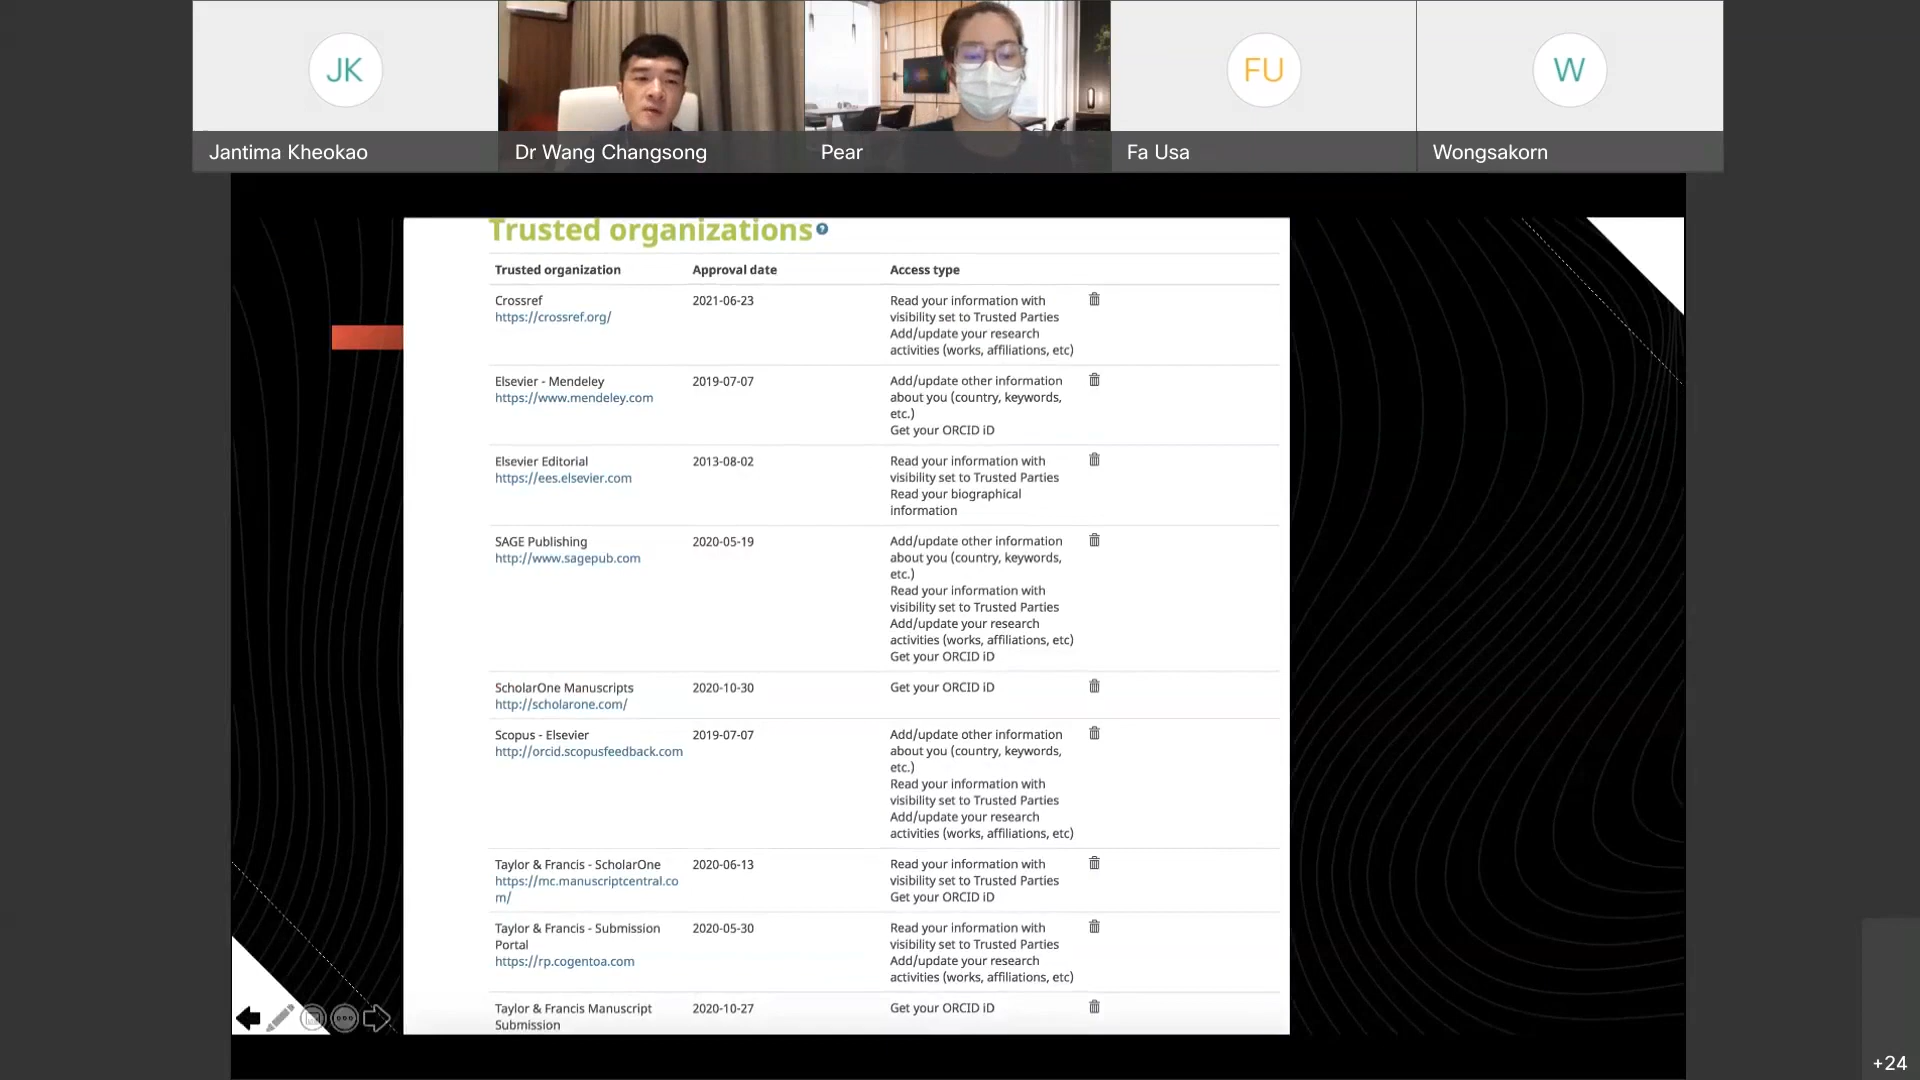 JK
FU
W
Jantima Kheokao
Dr Wang Changsong
Pear
Fa Usa
Wongsakorn
Trusted organizations ?
Trusted organization Approval date Access type
Crossref 2021-06-23 Read your information with
https://crossref.org/ visibility set to Trusted Parties
Add/update your research
activities (works, affiliations, etc)
Elsevier - Mendeley 2019-07-07 Add/update other information
https://www.mendeley.com about you (country, keywords,
etc.)
Get your ORCID iD
Elsevier Editorial 2013-08-02 Read your information with
https://ees.elsevier.com visibility set to Trusted Parties
Read your biographical
information
SAGE Publishing 2020-05-19 Add/update other information
http://www.sagepub.com about you (country, keywords,
etc.)
Read your information with
visibility set to Trusted Parties
Add/update your research
activities (works, affiliations, etc)
Get your ORCID iD
ScholarOne Manuscripts 2020-10-30 Get your ORCID iD
http://scholarone.com/
Scopus - Elsevier 2019-07-07 Add/update other information
http://orcid.scopusfeedback.com about you (country, keywords,
etc.)
Read your information with
visibility set to Trusted Parties
Add/update your research
activities (works, affiliations, etc)
Taylor & Francis - ScholarOne 2020-06-13 Read your information with
https://mc.manuscriptcentral.co visibility set to Trusted Parties
m/ Get your ORCID iD
Taylor & Francis - Submission 2020-05-30 Read your information with
Portal visibility set to Trusted Parties
https://rp.cogentoa.com Add/update your research
activities (works, affiliations, etc)
Taylor & Francis Manuscript 2020-10-27 Get your ORCID iD
Submission
+24